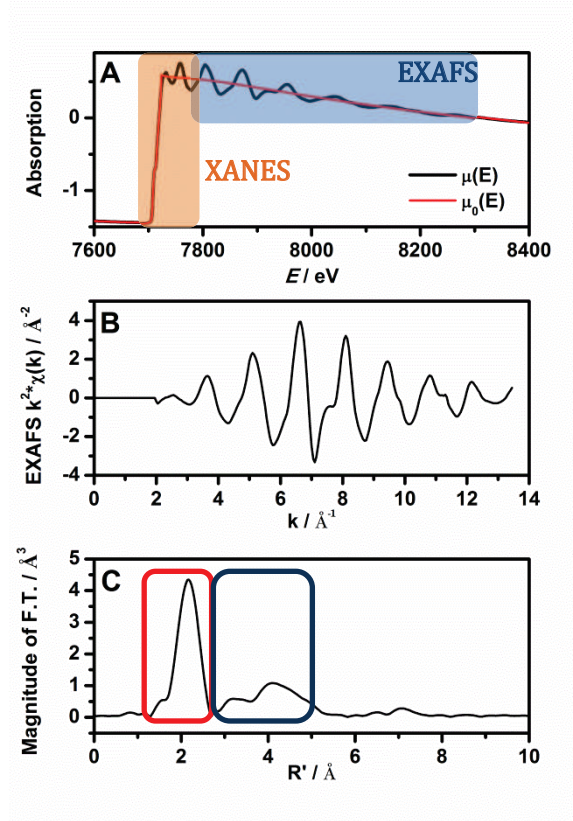 A
EXAFS
XANES
μ(E)
μ0(E)
Absorption
0
-1
7600 7800 8000 8200 8400
E / eV
B
EXAFS k2*χ(k) / Å-2
4
2
0
-2
-4
0 2 4 6 8 10 12 14
k / Å-1
C
Magnitude of F.T. / Å3
5
4
3
2
1
0
0 2 4 6 8 10
R' / Å